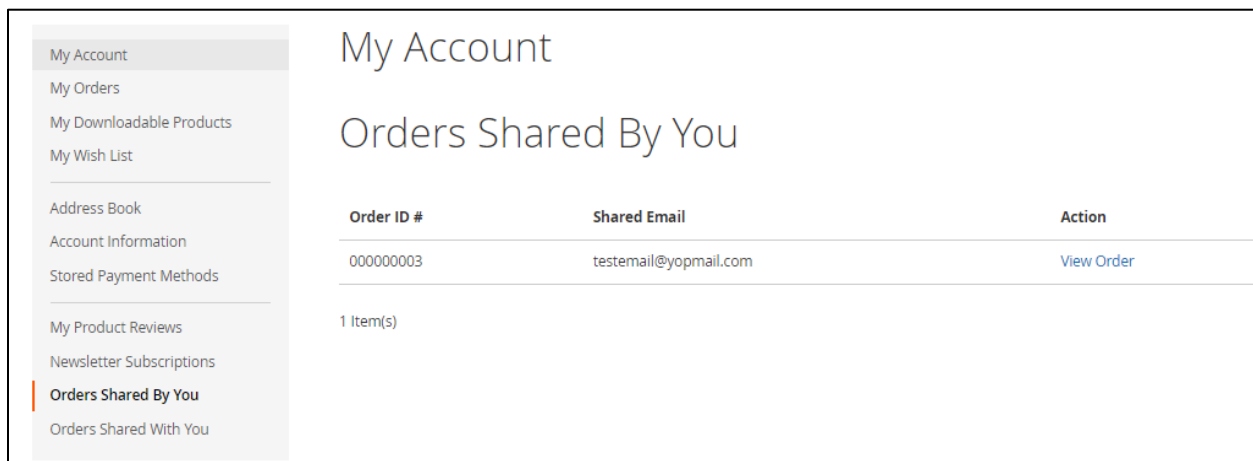 My Account
My Orders
My Downloadable Products
My Wish List
Address Book
Account Information
Stored Payment Methods
My Product Reviews
Newsletter Subscriptions
Orders Shared By You
Orders Shared With You
My Account
Orders Shared By You
Order ID # Shared Email Action
000000003 testemail@yopmail.com View Order
1 Item(s)